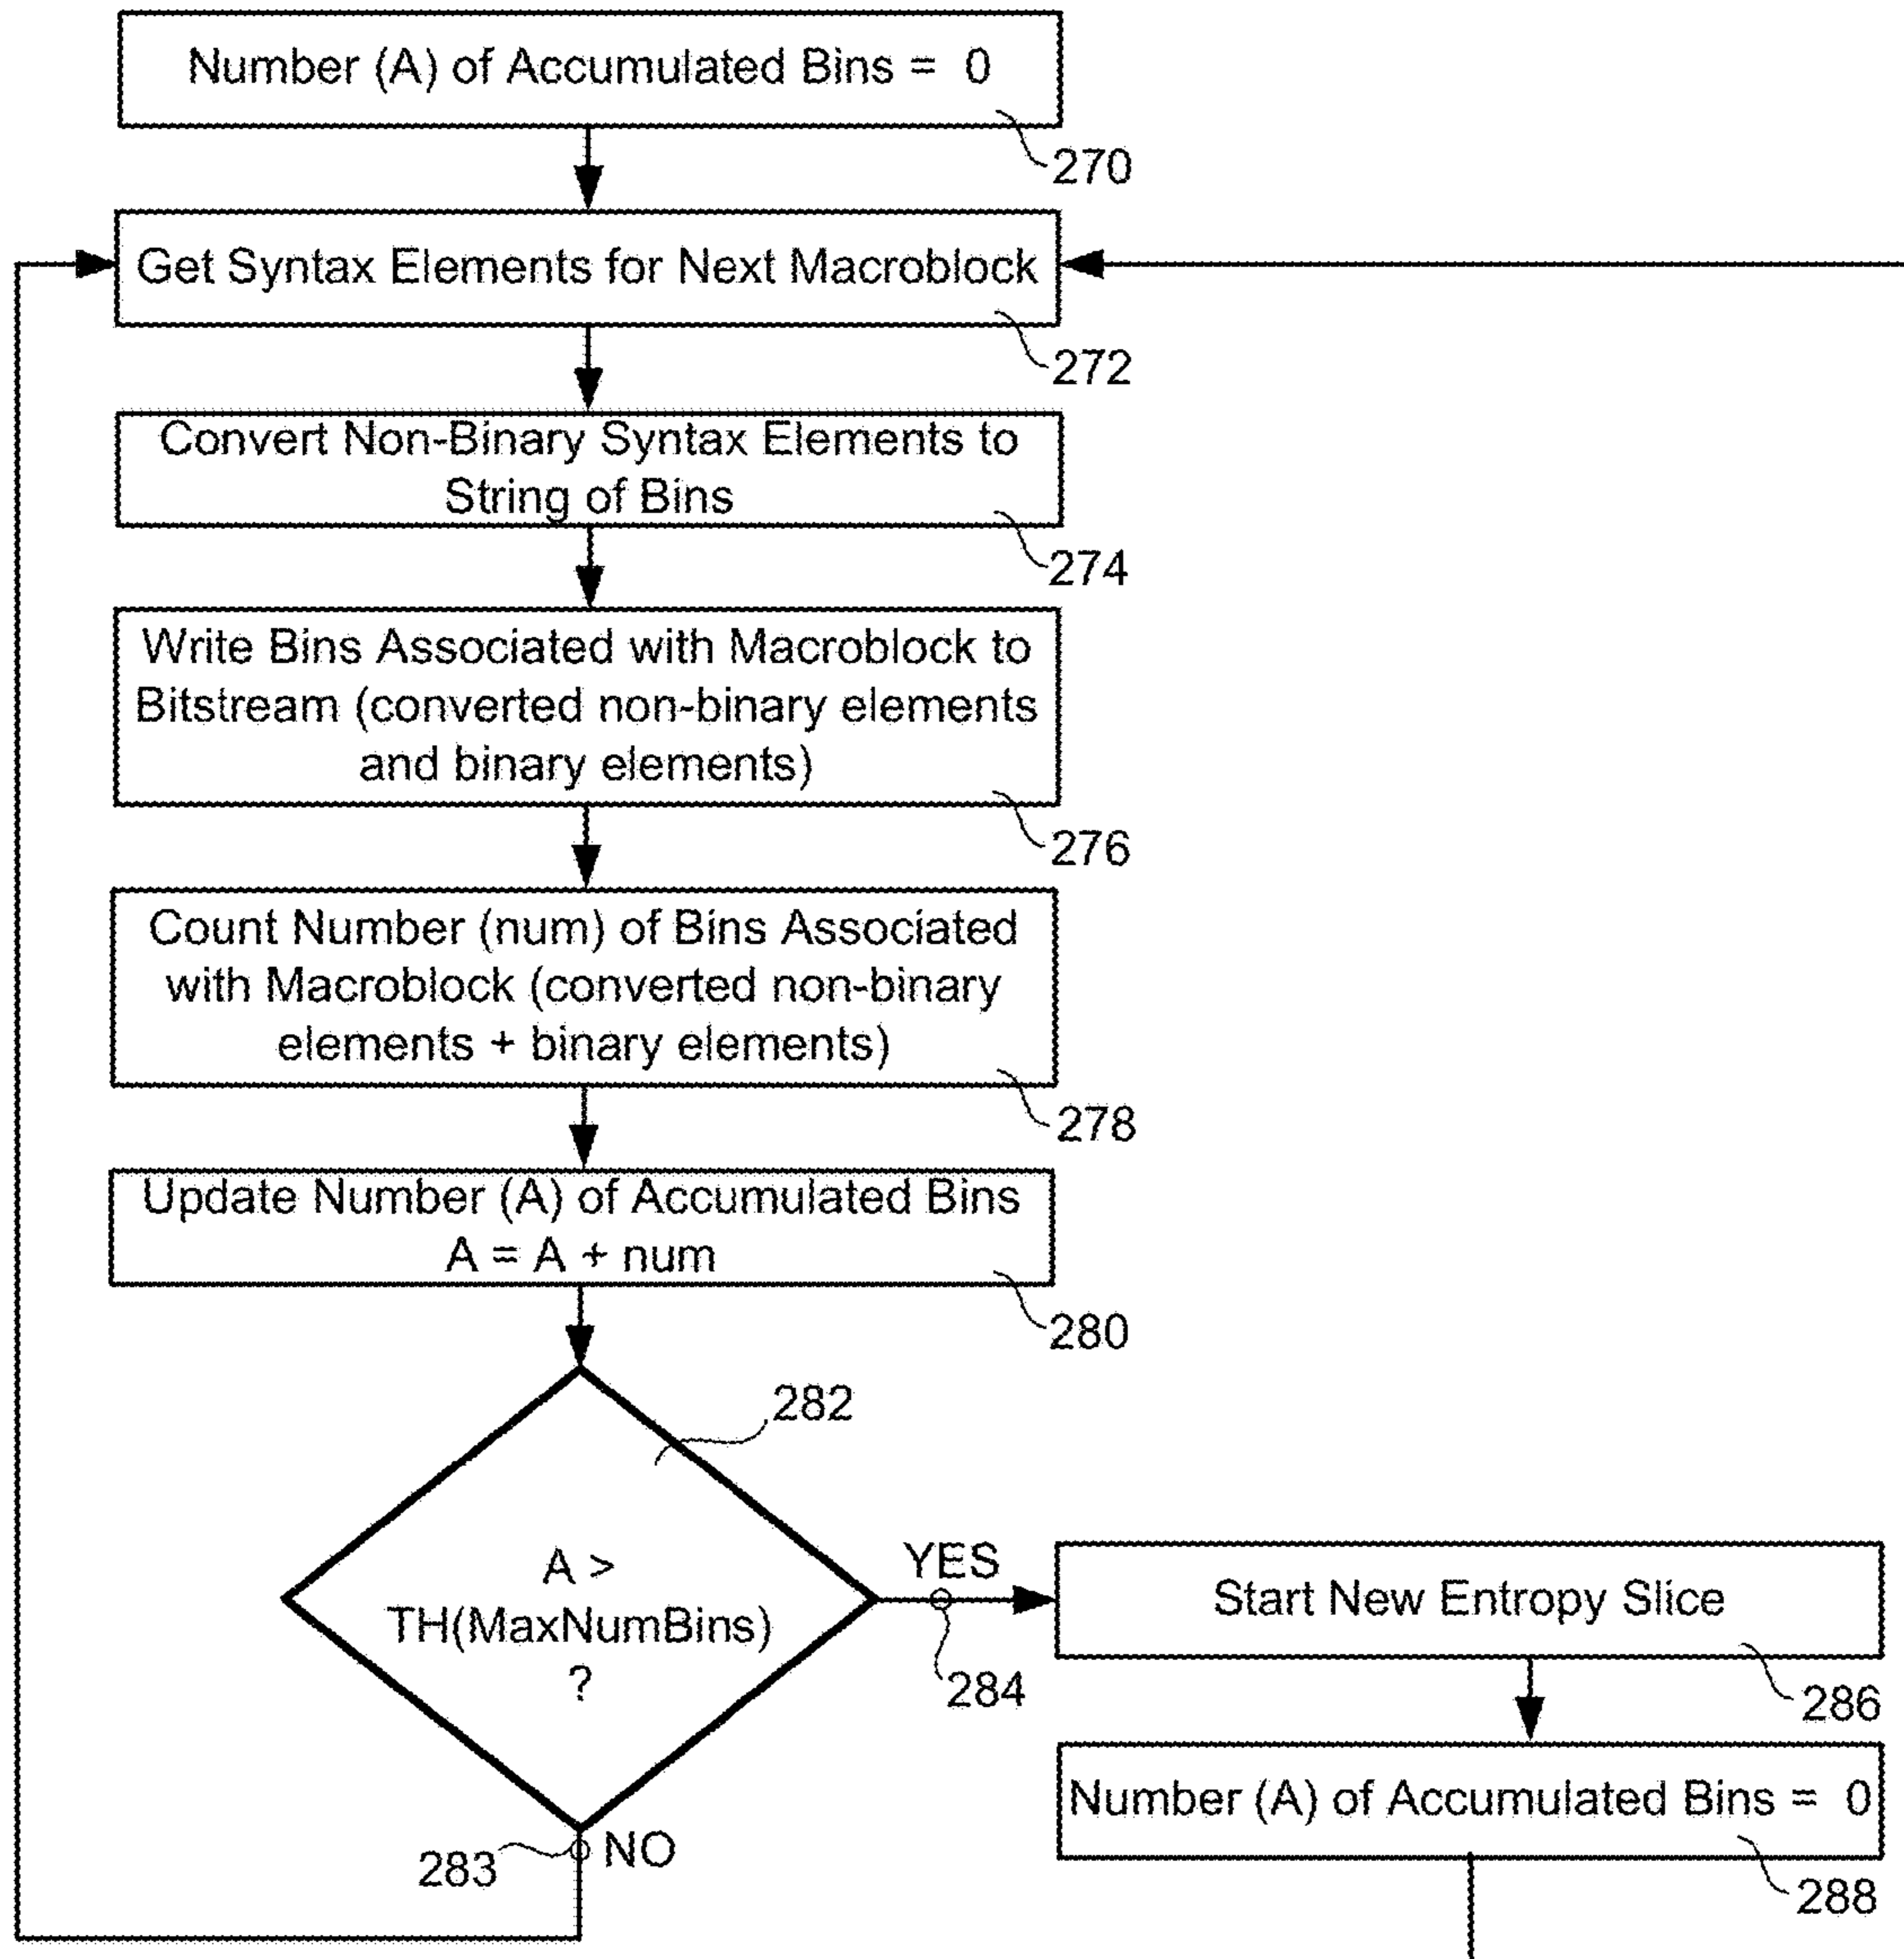 Number (A) of Accumulated Bins = 0
270
Get Syntax Elements for Next Macroblock
272
Convert Non-Binary Syntax Elements to
String of Bins
274
Write Bins Associated with Macroblock to
Bitstream (converted non-binary elements
and binary elements)
276
Count Number (num) of Bins Associated
with Macroblock (converted non-binary
elements + binary elements)
278
Update Number (A) of Accumulated Bins
A = A + num
280
282
A >
TH(MaxNumBins)
?
YES
284
283
NO
Start New Entropy Slice
286
Number (A) of Accumulated Bins = 0
288